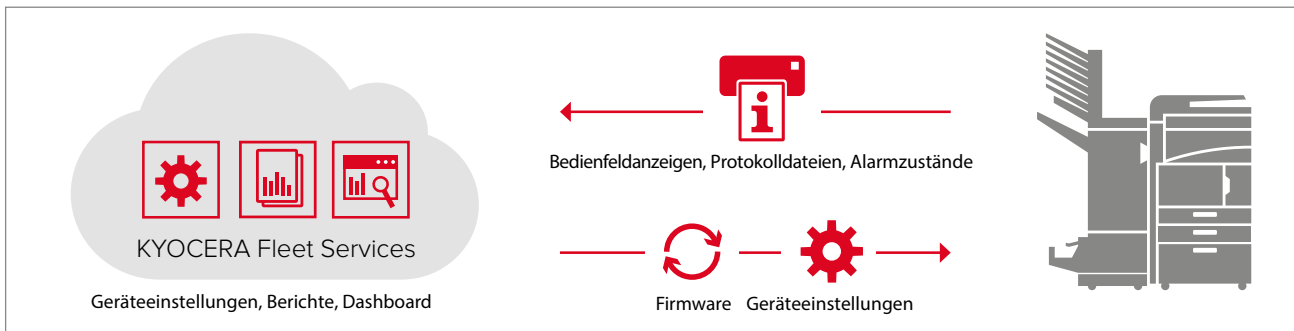 KYOCERA Fleet Services
Geräteeinstellungen, Berichte, Dashboard
Bedienfeldanzeigen, Protokolldateien, Alarmzustände
Firmware Geräteeinstellungen